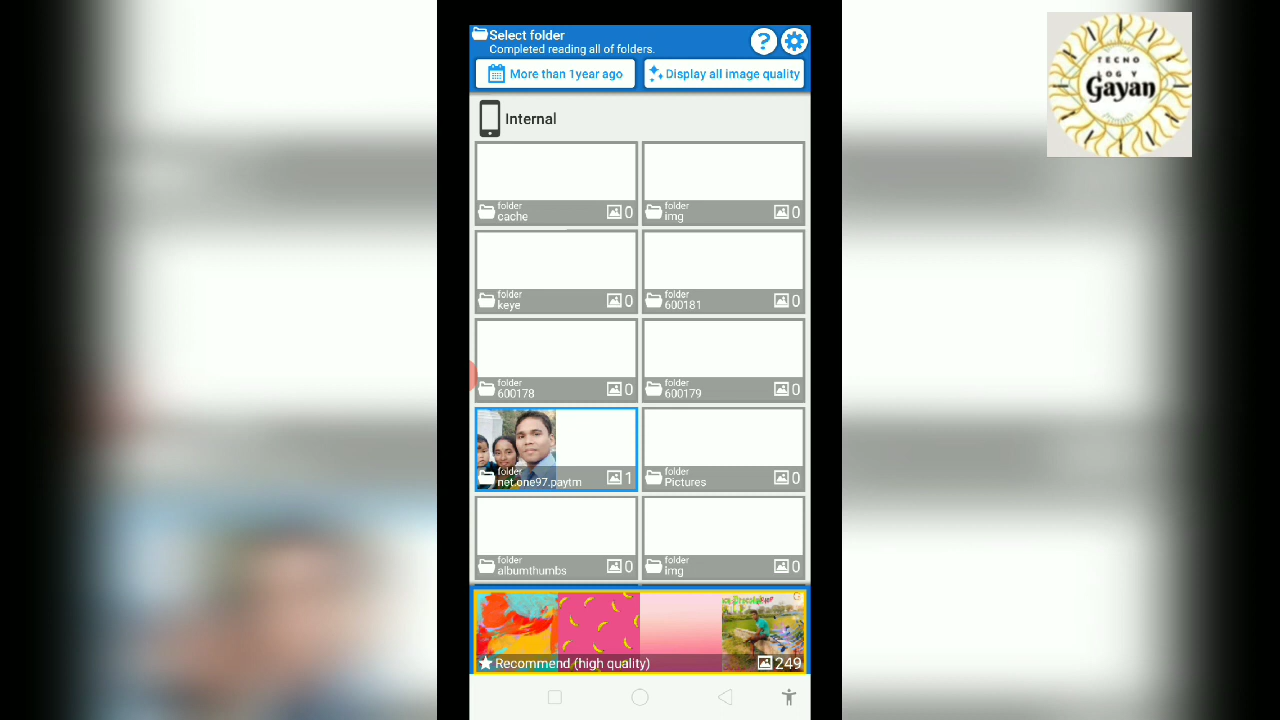 Select folder
Completed reading all of folders.
?
More than 1year ago
Display all image quality
TECNO
LOG Y
Gayan
Internal
folder
cache
0
folder
img
0
folder
keye
0
folder
600181
0
folder
600178
0
folder
600179
0
folder
net.one97.paytm
1
folder
Pictures
0
folder
albumthumbs
0
folder
img
0
Recommend (high quality)
249